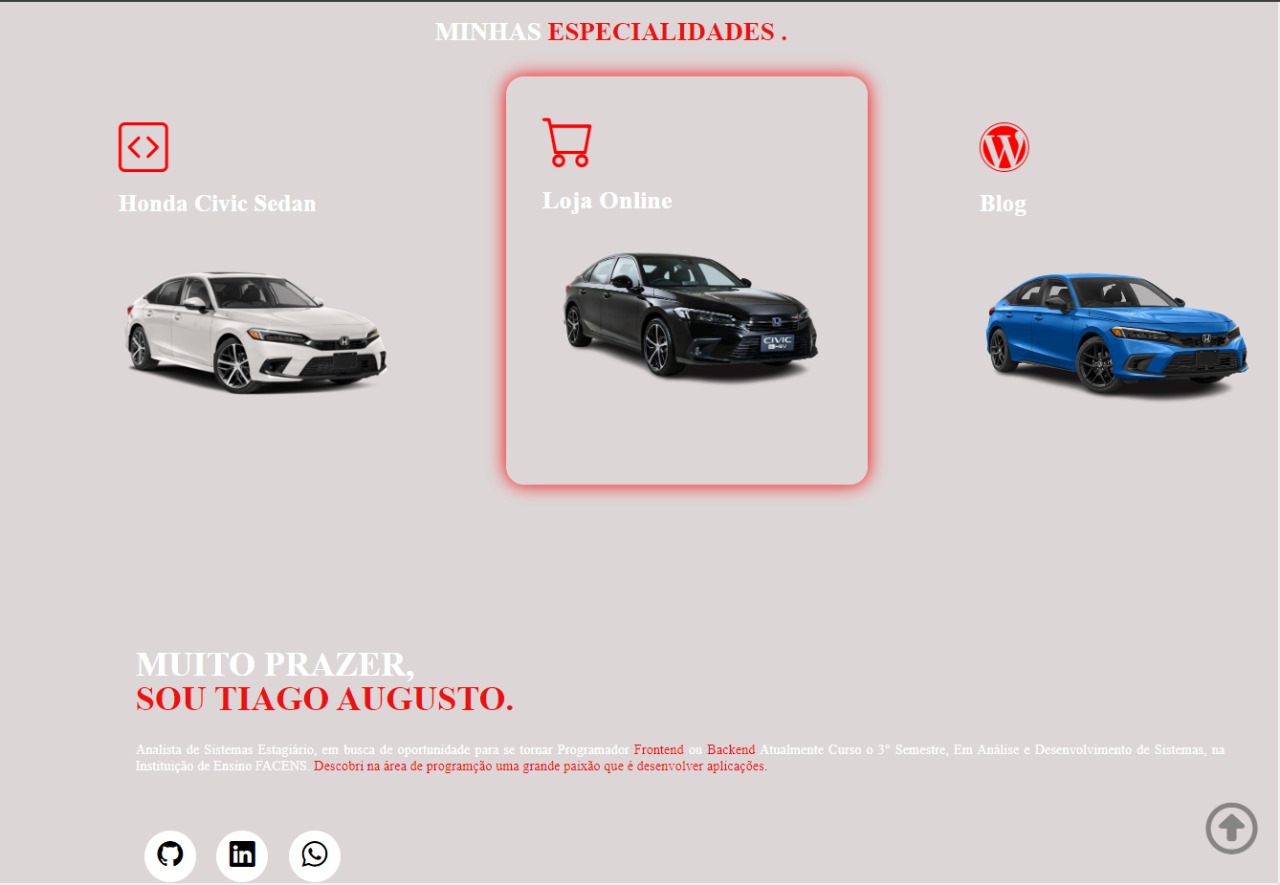 MINHAS ESPECIALIDADES .
Honda Civic Sedan
Loja Online
Blog
CIVIC
e:HEV
MUITO PRAZER,
SOU TIAGO AUGUSTO.
Analista de Sistemas Estagiário, em busca de oportunidade para se tornar Programador Frontend ou Backend Atualmente Curso o 3° Semestre, Em Análise e Desenvolvimento de Sistemas, na
Instituição de Ensino FACENS. Descobri na área de programção uma grande paixão que é desenvolver aplicações.